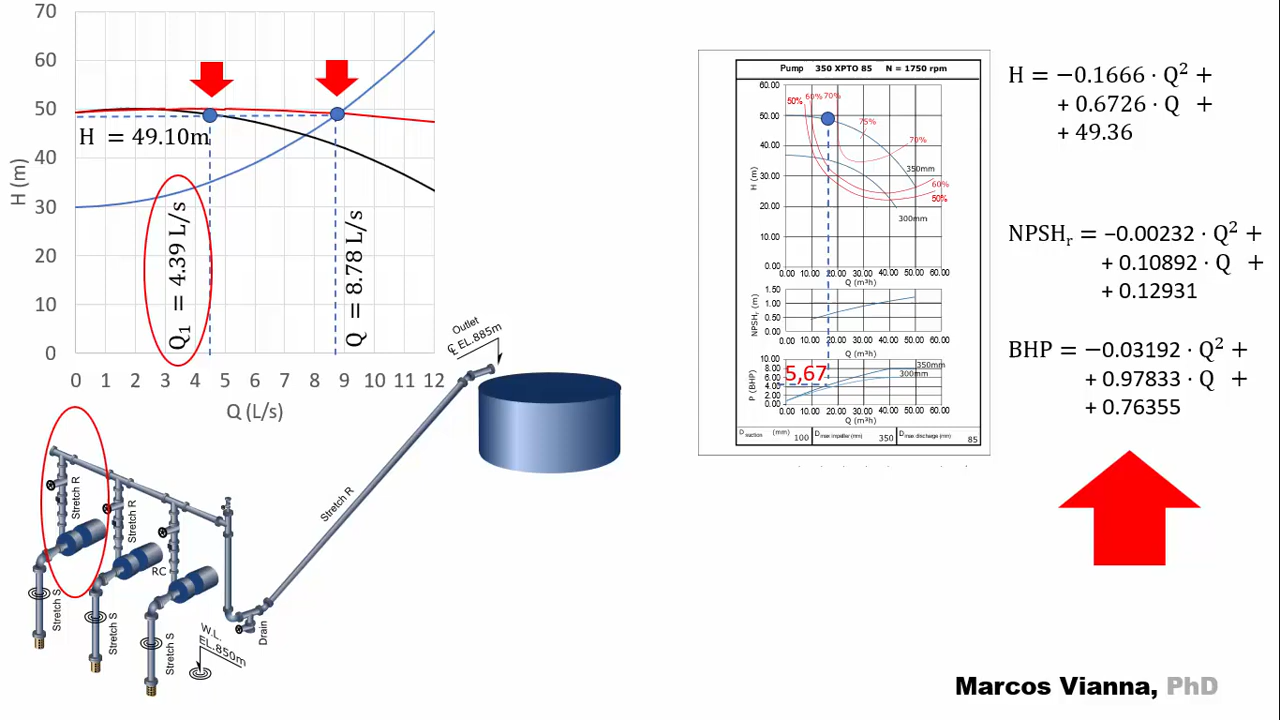 70
60
50
40
30
20
10
0
H (m)
H = 49.10m
Q₁ = 4.39 L/s
Q = 8.78 L/s
0 1 2 3 4 5 6 7 8 9 10 11 12
Q (L/s)
Outlet
℄ EL.885m
Stretch R
Stretch R
Stretch R
RC
Stretch S
Stretch S
Stretch S
Drain
W.L.
EL.850m
Pump 350 XPTO 85 N = 1750 rpm
60.00
50.00
40.00
30.00
20.00
10.00
0.00
H (m)
50% 60% 70%
75%
70%
350mm
60%
50%
300mm
0.00 10.00 20.00 30.00 40.00 50.00 60.00
Q (m³h)
1.50
1.00
0.50
0.00
NPSHr (m)
0.00 10.00 20.00 30.00 40.00 50.00 60.00
Q (m³h)
10.00
8.00
6.00
4.00
2.00
0.00
P (BHP)
5,67
350mm
300mm
0.00 10.00 20.00 30.00 40.00 50.00 60.00
Q (m³h)
(mm) 100 D max impeller (mm) 350 D max discharge (mm) 85
H = −0.1666 · Q² +
+ 0.6726 · Q +
+ 49.36
NPSHᵣ = −0.00232 · Q² +
+ 0.10892 · Q +
+ 0.12931
BHP = −0.03192 · Q² +
+ 0.97833 · Q +
+ 0.76355
Marcos Vianna, PhD